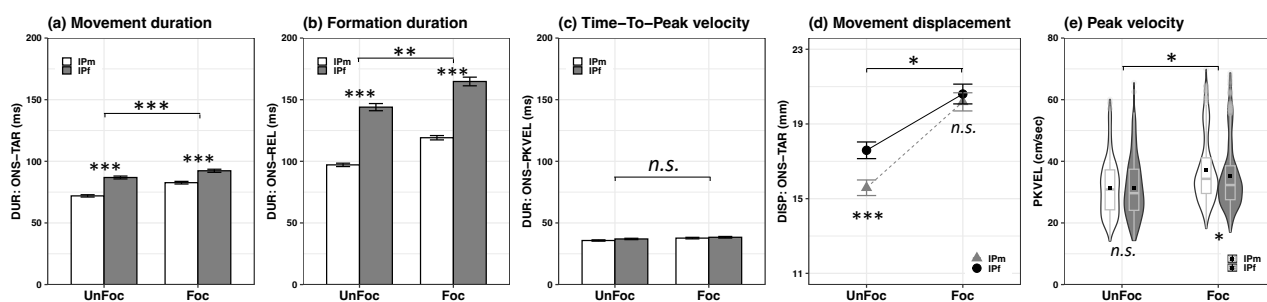 (a) Movement duration
DUR: ONS−TAR (ms)
200
150
100
50
0
IPm
IPf
***
***
***
UnFoc
Foc
(b) Formation duration
DUR: ONS−REL (ms)
200
150
100
50
0
IPm
IPf
**
***
***
UnFoc
Foc
(c) Time−To−Peak velocity
DUR: ONS−PKVEL (ms)
200
150
100
50
0
IPm
IPf
n.s.
UnFoc
Foc
(d) Movement displacement
DISP: ONS−TAR (mm)
23
19
15
11
*
n.s.
***
IPm
IPf
UnFoc
Foc
(e) Peak velocity
PKVEL (cm/sec)
80
60
40
20
0
*
n.s.
*
IPm
IPf
UnFoc
Foc